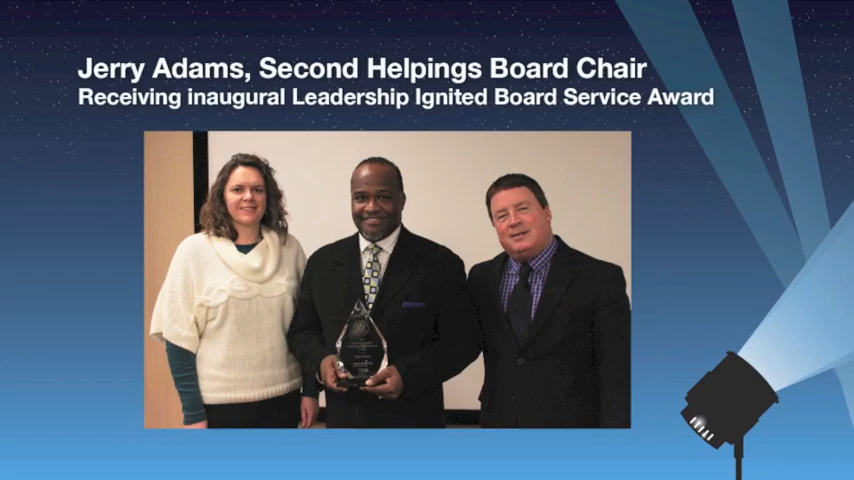 Jerry Adams, Second Helpings Board Chair
Receiving inaugural Leadership Ignited Board Service Award